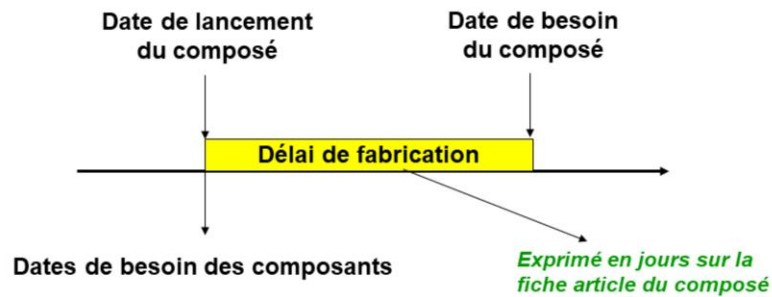 Date de lancement
du composé
Date de besoin
du composé
Délai de fabrication
Dates de besoin des composants
Exprimé en jours sur la
fiche article du composé